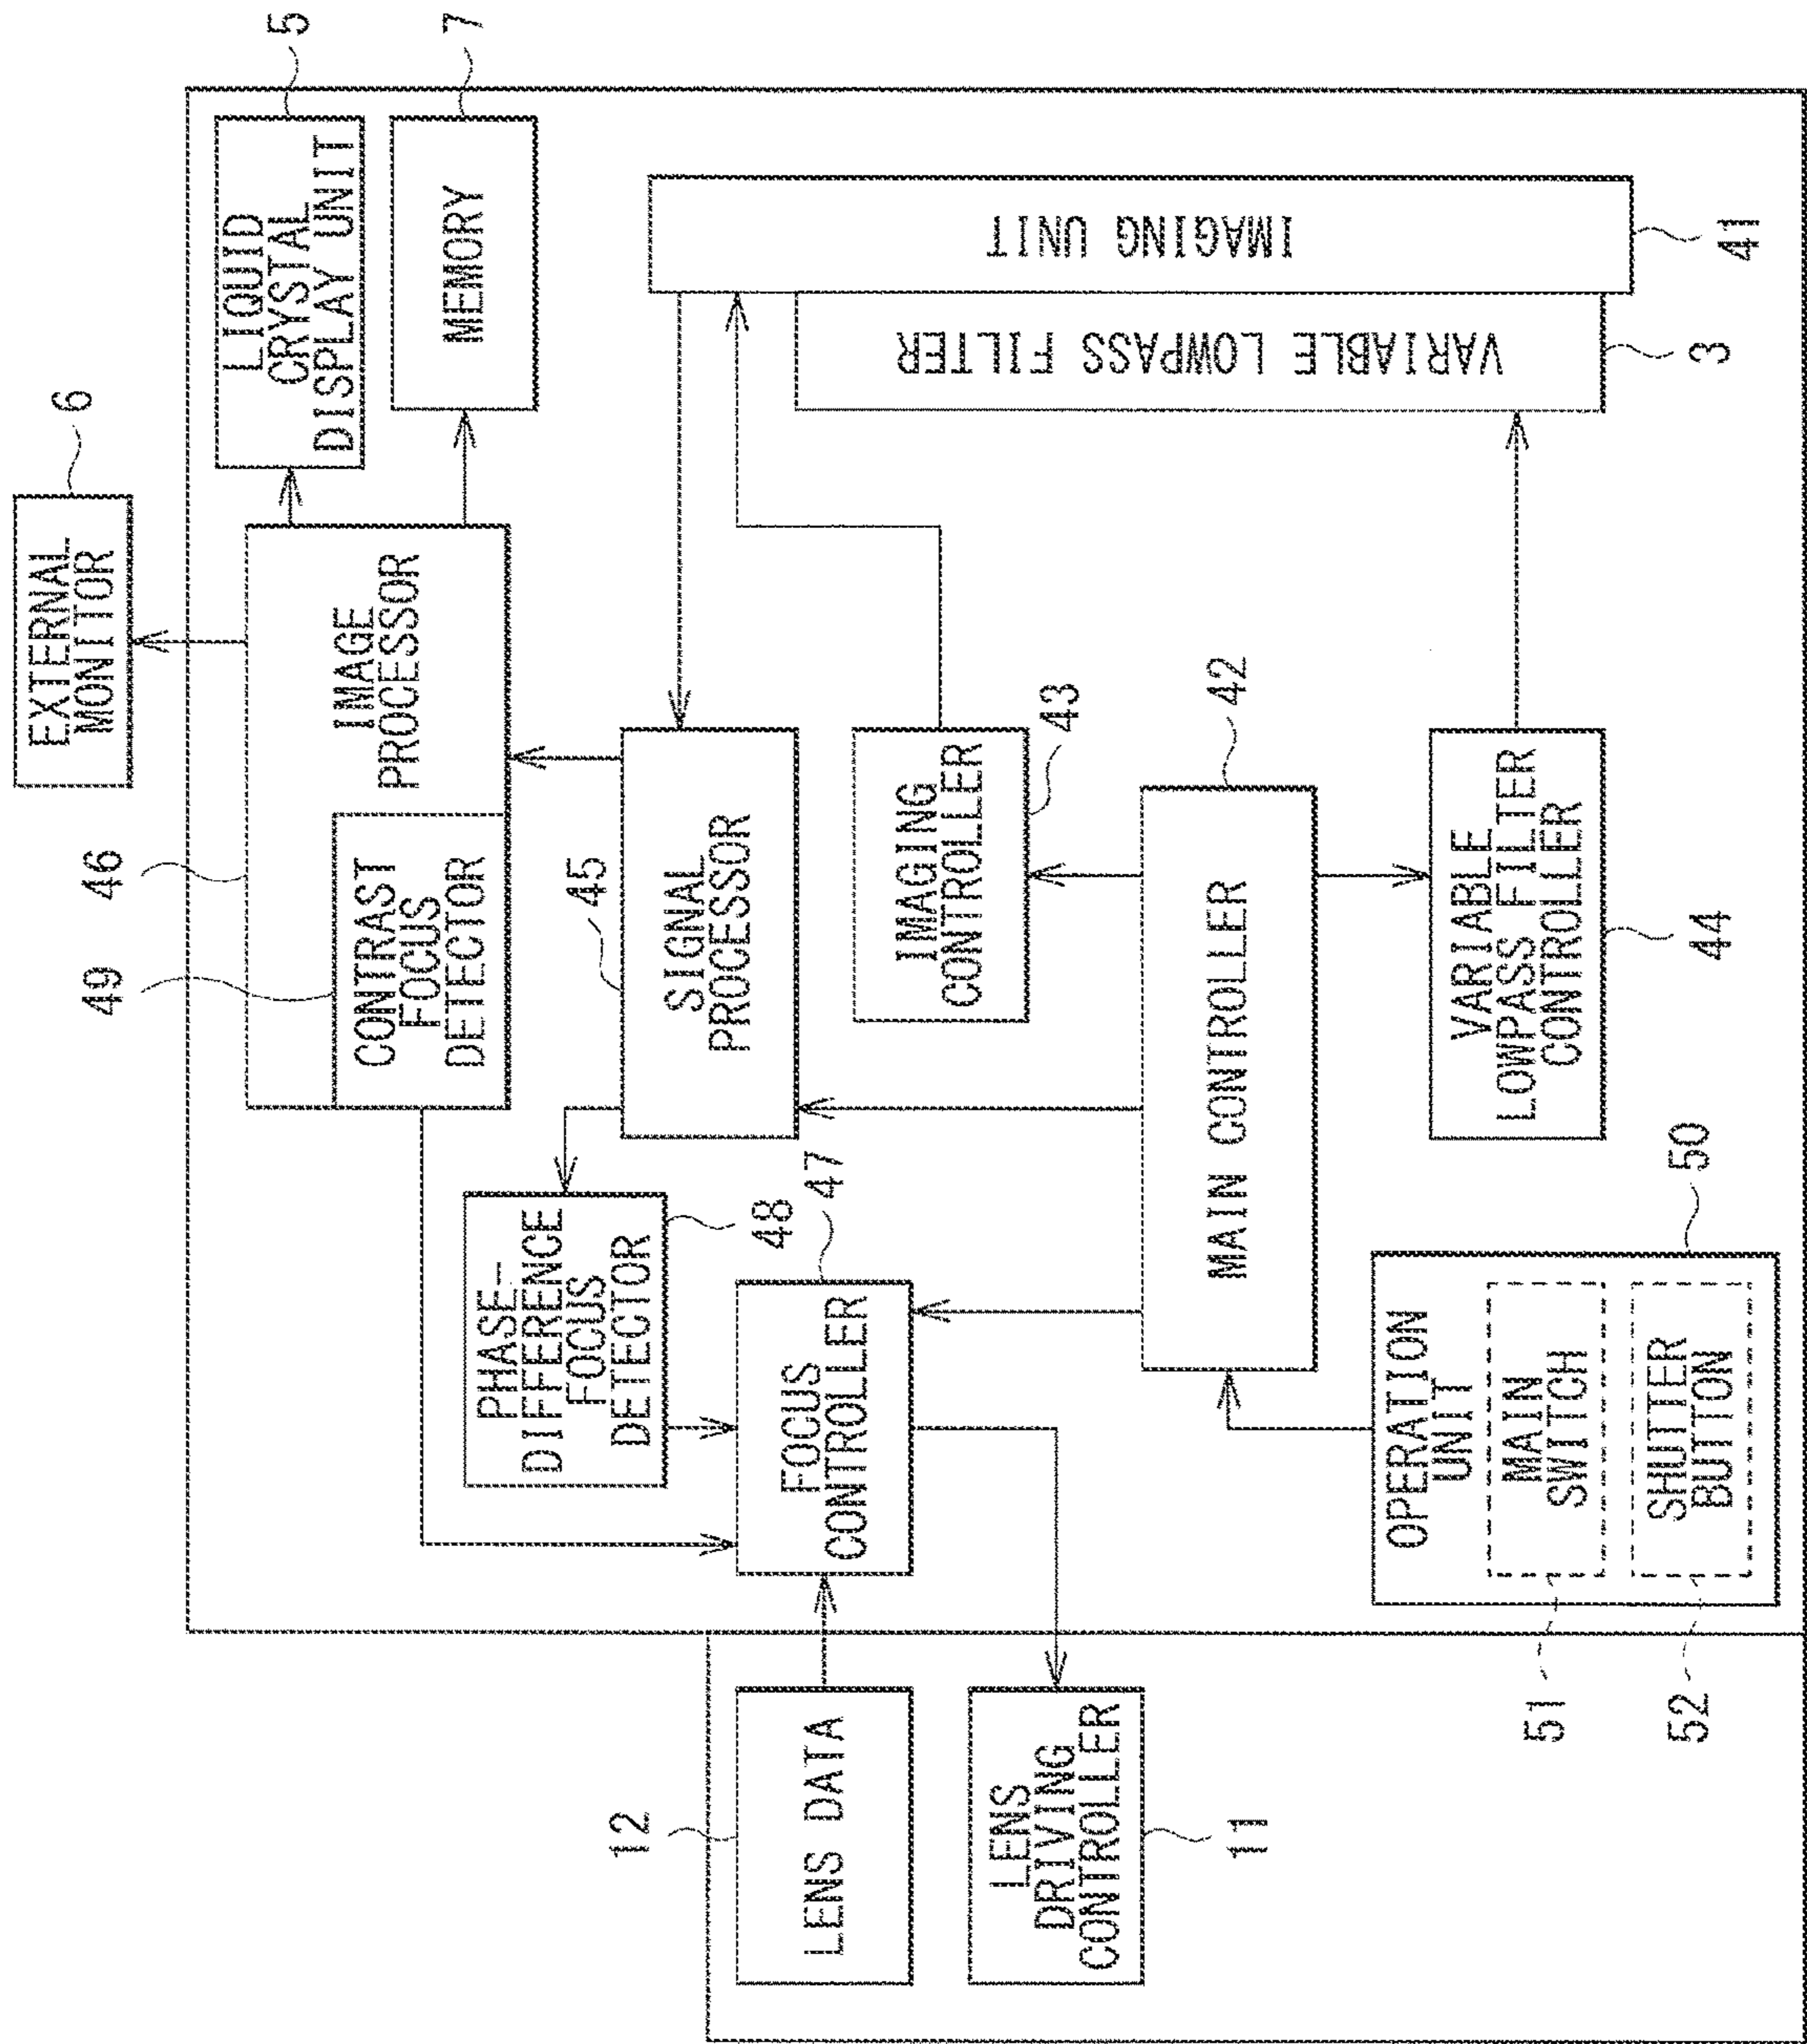 EXTERNAL
MONITOR
6
LIQUID
CRYSTAL
DISPLAY UNIT
5
MEMORY
7
46
IMAGE
PROCESSOR
49
CONTRAST
FOCUS
DETECTOR
45
SIGNAL
PROCESSOR
PHASE-
DIFFERENCE
FOCUS
DETECTOR
48
FOCUS
CONTROLLER
47
12
LENS DATA
LENS
DRIVING
CONTROLLER
11
IMAGING
CONTROLLER
43
MAIN CONTROLLER
42
IMAGING UNIT
41
VARIABLE LOWPASS FILTER
3
VARIABLE
LOWPASS FILTER
CONTROLLER
44
OPERATION
UNIT
50
MAIN
SWITCH
51
SHUTTER
BUTTON
52